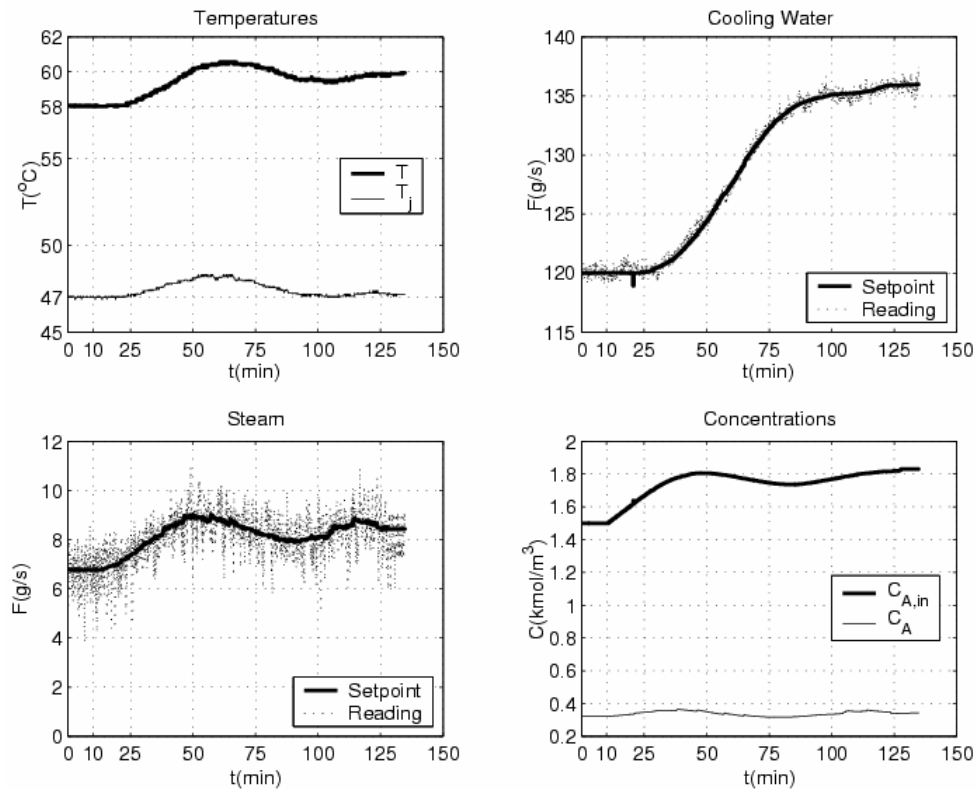 Temperatures
62
60
58
55
50
47
45
T(°C)
T
T_j
0 10 25 50 75 100 125 150
t(min)
Cooling Water
140
135
130
125
120
115
F(g/s)
Setpoint
Reading
0 10 25 50 75 100 125 150
t(min)
Steam
12
10
8
6
4
2
0
F(g/s)
Setpoint
Reading
0 10 25 50 75 100 125 150
t(min)
Concentrations
2
1.8
1.6
1.4
1.2
1
0.8
0.6
0.4
0.2
C(kmol/m³)
C_A,in
C_A
0 10 25 50 75 100 125 150
t(min)